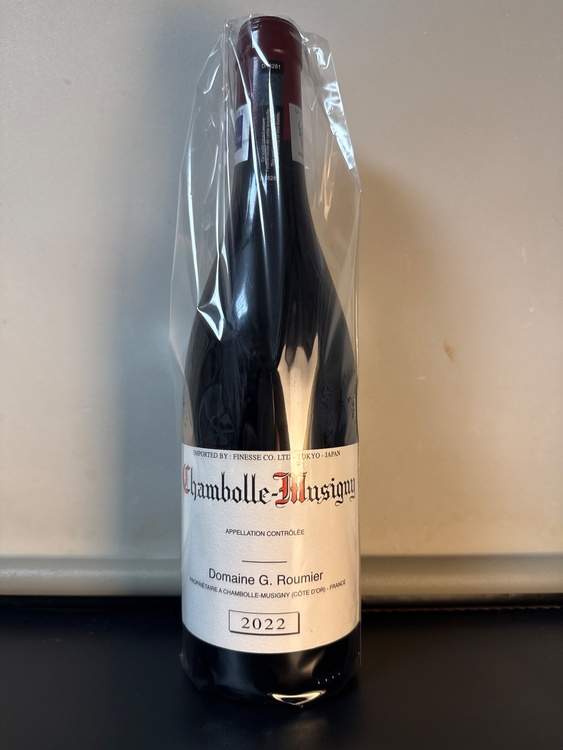 IMPORTED BY : FINESSE CO. LTD - TOKYO - JAPAN
Chambolle-Musigny
APPELLATION CONTRÔLÉE
Domaine G. Roumier
PROPRIÉTAIRE A CHAMBOLLE-MUSIGNY (CÔTE D'OR) - FRANCE
2022